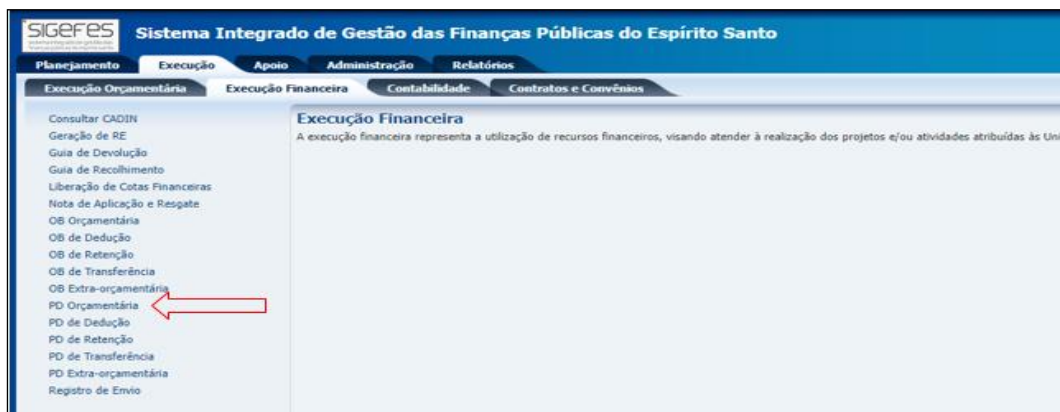 SIGEFES
Sistema Integrado de Gestão das Finanças Públicas do Espírito Santo
Planejamento Execução Apoio Administração Relatórios
Execução Orçamentária Execução Financeira Contabilidade Contratos e Convênios
Consultar CADIN
Geração de RE
Guia de Devolução
Guia de Recolhimento
Liberação de Cotas Financeiras
Nota de Aplicação e Resgate
OB Orçamentária
OB de Dedução
OB de Retenção
OB de Transferência
OB Extra-orçamentária
PD Orçamentária
PD de Dedução
PD de Retenção
PD de Transferência
PD Extra-orçamentária
Registro de Envio
Execução Financeira
A execução financeira representa a utilização de recursos financeiros, visando atender à realização dos projetos e/ou atividades atribuídas às Uni